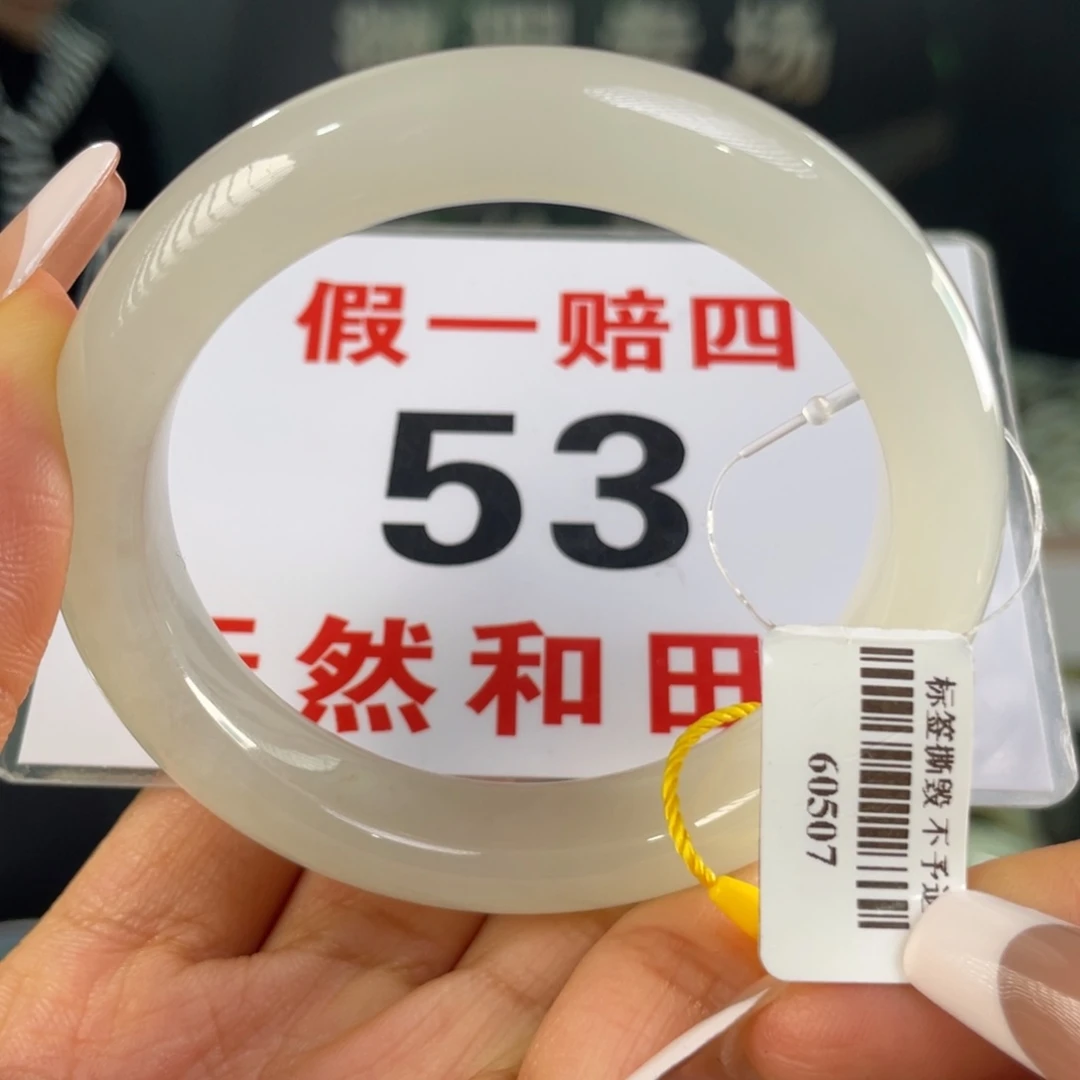 假一赔四
53
然和田
标签撕毁 不予
60507